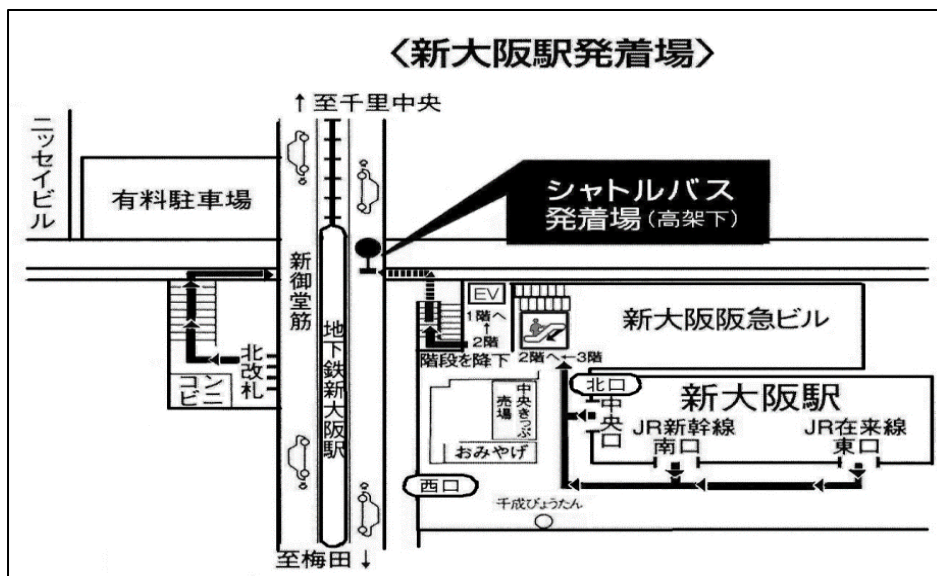 〈新大阪駅発着場〉
↑至千里中央
ニッセイビル
有料駐車場
シャトルバス
発着場(高架下)
新御堂筋
地下鉄新大阪駅
EV
1階へ
↑
2階
階段を降下
2階へ←3階
新大阪阪急ビル
北改札
コンビニ
中央きっぷ
売場
おみやげ
北口
中央口
新大阪駅
JR新幹線
南口
JR在来線
東口
西口
千成びょうたん
至梅田↓